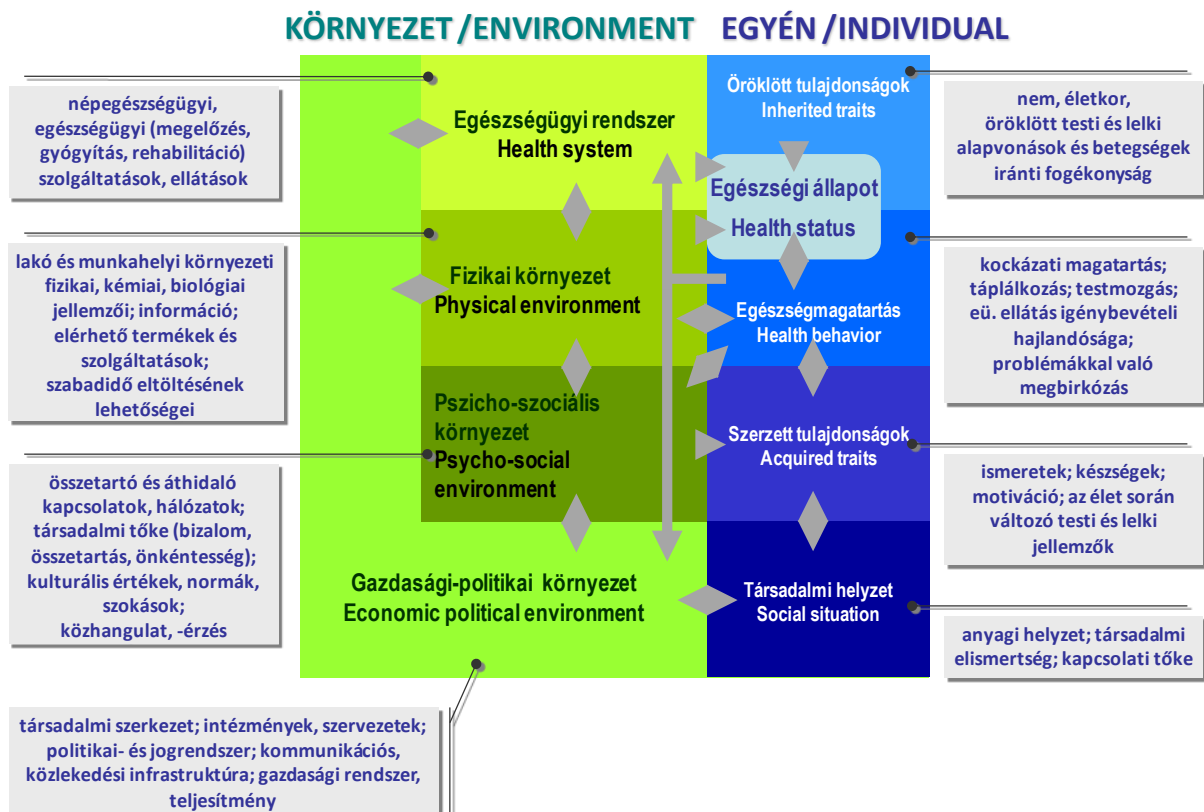 KÖRNYEZET /ENVIRONMENT
EGYÉN /INDIVIDUAL
népegészségügyi,
egészségügyi (megelőzés,
gyógyítás, rehabilitáció)
szolgáltatások, ellátások
lakó és munkahelyi környezeti
fizikai, kémiai, biológiai
jellemzői; információ;
elérhető termékek és
szolgáltatások;
szabadidő eltöltésének
lehetőségei
összetartó és áthidaló
kapcsolatok, hálózatok;
társadalmi tőke (bizalom,
összetartás, önkéntesség);
kulturális értékek, normák,
szokások;
közhangulat, -érzés
társadalmi szerkezet; intézmények, szervezetek;
politikai- és jogrendszer; kommunikációs,
közlekedési infrastruktúra; gazdasági rendszer,
teljesítmény
Egészségügyi rendszer
Health system
Fizikai környezet
Physical environment
Pszicho-szociális
környezet
Psycho-social
environment
Gazdasági-politikai környezet
Economic political environment
Öröklött tulajdonságok
Inherited traits
Egészségi állapot
Health status
Egészségmagatartás
Health behavior
Szerzett tulajdonságok
Acquired traits
Társadalmi helyzet
Social situation
nem, életkor,
öröklött testi és lelki
alapvonások és betegségek
iránti fogékonyság
kockázati magatartás;
táplálkozás; testmozgás;
eü. ellátás igénybevételi
hajlandósága;
problémákkal való
megbirkózás
ismeretek; készségek;
motiváció; az élet során
változó testi és lelki
jellemzők
anyagi helyzet; társadalmi
elismertség; kapcsolati tőke